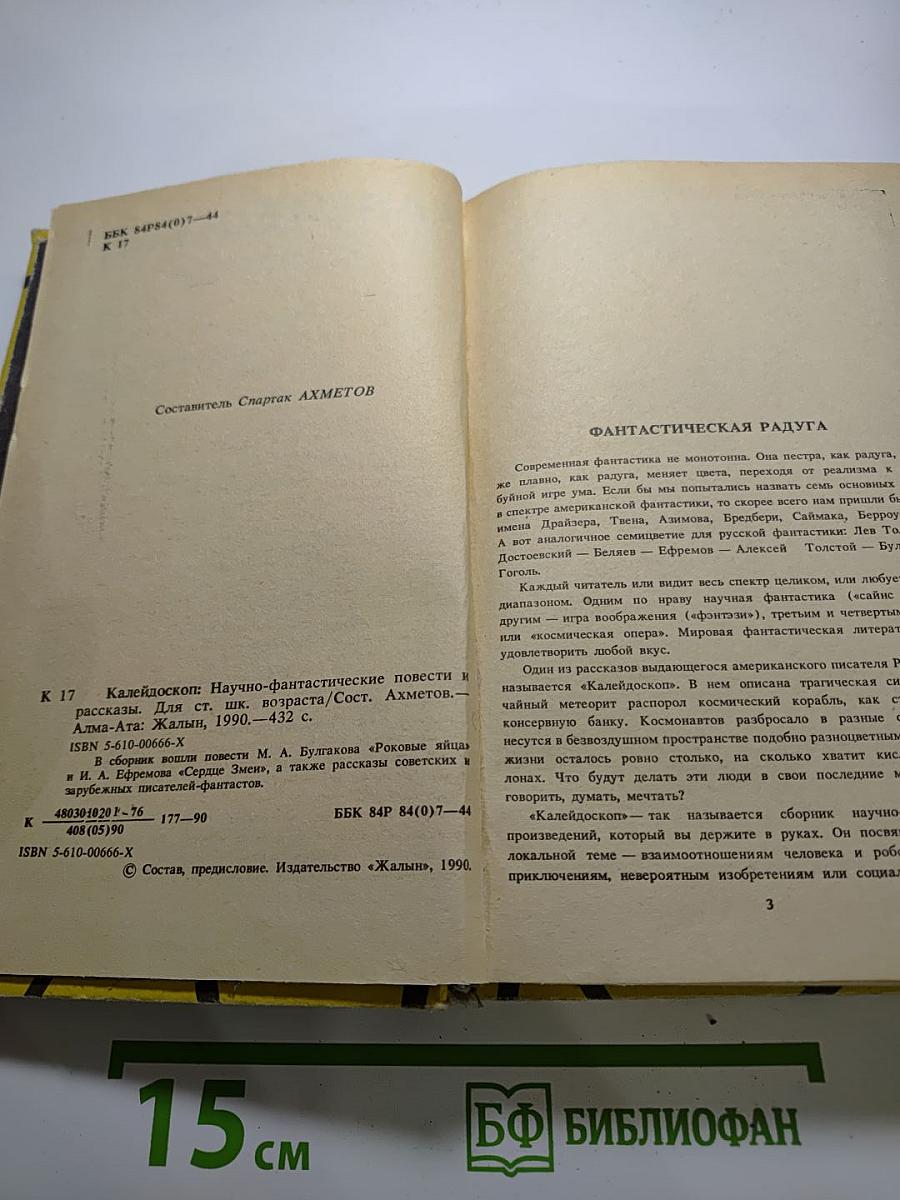 ББК 84Р84(0)7—44
К 17
Составитель Спартак АХМЕТОВ
К 17 Калейдоскоп: Научно-фантастические повести и
рассказы. Для ст. шк. возраста/Сост. Ахметов.—
Алма-Ата: Жалын, 1990.—432 с.
ISBN 5-610-00666-X
В сборник вошли повести М. А. Булгакова «Роковые яйца»
и И. А. Ефремова «Сердце Змеи», а также рассказы советских и
зарубежных писателей-фантастов.
К 4803010201—76
408(05)90 177—90 ББК 84Р 84(0)7—44
ISBN 5-610-00666-X
© Состав, предисловие. Издательство «Жалын», 1990.
ФАНТАСТИЧЕСКАЯ РАДУГА
Современная фантастика не монотонна. Она пестра, как радуга,
же плавно, как радуга, меняет цвета, переходя от реализма к
буйной игре ума. Если бы мы попытались назвать семь основных
в спектре американской фантастики, то скорее всего нам пришли бы
имена Драйзера, Твена, Азимова, Бредбери, Саймака, Берроу
А вот аналогичное семицветие для русской фантастики: Лев Тол
Достоевский — Беляев — Ефремов — Алексей Толстой — Бул
Гоголь.
Каждый читатель или видит весь спектр целиком, или любует
диапазоном. Одним по нраву научная фантастика («сайнс
другим — игра воображения («фэнтэзи»), третьим и четвертым
или «космическая опера». Мировая фантастическая литерат
удовлетворить любой вкус.
Один из рассказов выдающегося американского писателя Р
называется «Калейдоскоп». В нем описана трагическая си
чайный метеорит распорол космический корабль, как
консервную банку. Космонавтов разбросало в разные с
несутся в безвоздушном пространстве подобно разноцветным
жизни осталось ровно столько, на сколько хватит кис
лонах. Что будут делать эти люди в свои последние м
говорить, думать, мечтать?
«Калейдоскоп»— так называется сборник научно
произведений, который вы держите в руках. Он посвя
локальной теме — взаимоотношениям человека и робо
приключениям, невероятным изобретениям или социал
3
15 см
БФ БИБЛИОФАН